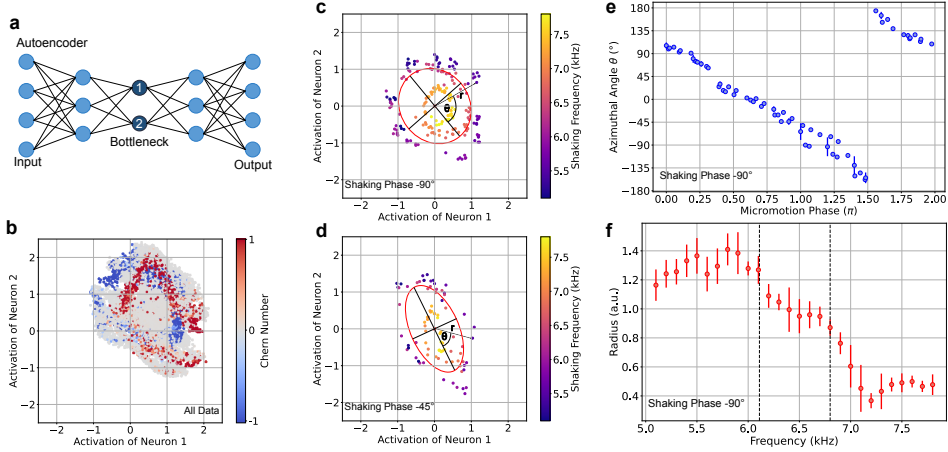 a
Autoencoder
1
2
Bottleneck
Input
Output
b
Activation of Neuron 2
2
1
0
−1
−2
All Data
−2 −1 0 1 2
Activation of Neuron 1
1
0
-1
Chern Number
c
Activation of Neuron 2
2
1
0
−1
−2
r
θ
Shaking Phase -90°
−2 −1 0 1 2
Activation of Neuron 1
7.5
7.0
6.5
6.0
5.5
Shaking Frequency (kHz)
d
Activation of Neuron 2
2
1
0
−1
−2
r
θ
Shaking Phase -45°
−2 −1 0 1 2
Activation of Neuron 1
7.5
7.0
6.5
6.0
5.5
Shaking Frequency (kHz)
e
Azimuthal Angle θ (°)
180
135
90
45
0
−45
−90
−135
−180
Shaking Phase -90°
0.00 0.25 0.50 0.75 1.00 1.25 1.50 1.75 2.00
Micromotion Phase (π)
f
Radius (a.u.)
1.4
1.2
1.0
0.8
0.6
0.4
Shaking Phase -90°
5.0 5.5 6.0 6.5 7.0 7.5
Frequency (kHz)